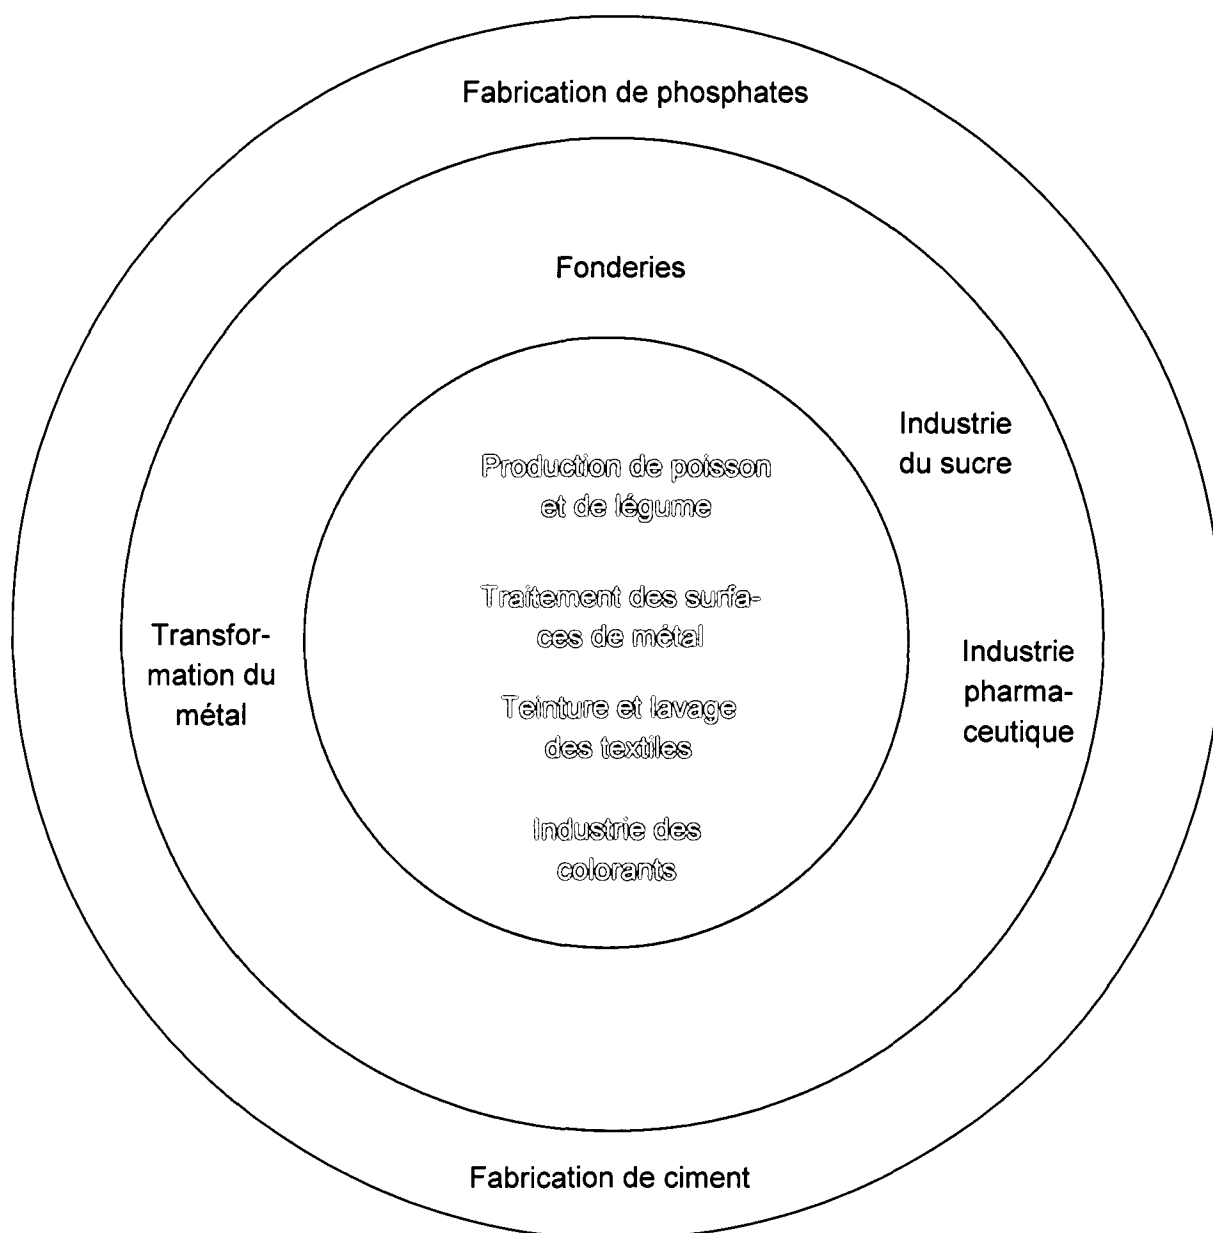 Fabrication de phosphates
Fonderies
Industrie
du sucre
Production de poisson
et de légume
Traitement des surfa-
ces de métal
Transfor-
mation du
métal
Industrie
pharma-
ceutique
Teinture et lavage
des textiles
Industrie des
colorants
Fabrication de ciment